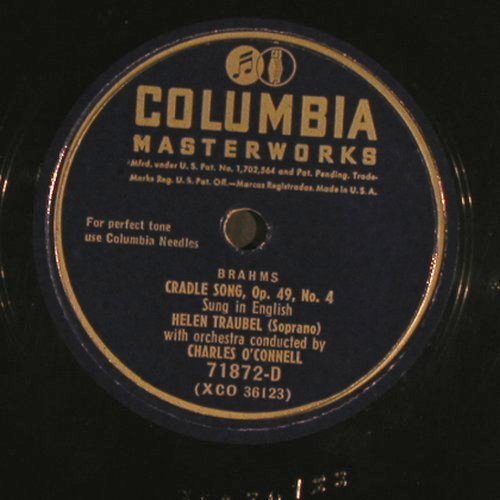 COLUMBIA
MASTERWORKS
Mfrd. under U. S. Pat. No. 1,702,564 and Pat. Pending. Trade-
Marks Reg. U. S. Pat. Off.—Marcas Registradas. Made in U. S. A.
For perfect tone
use Columbia Needles
BRAHMS
CRADLE SONG, Op. 49, No. 4
Sung in English
HELEN TRAUBEL (Soprano)
with orchestra conducted by
CHARLES O'CONNELL
71872-D
(XCO 36123)